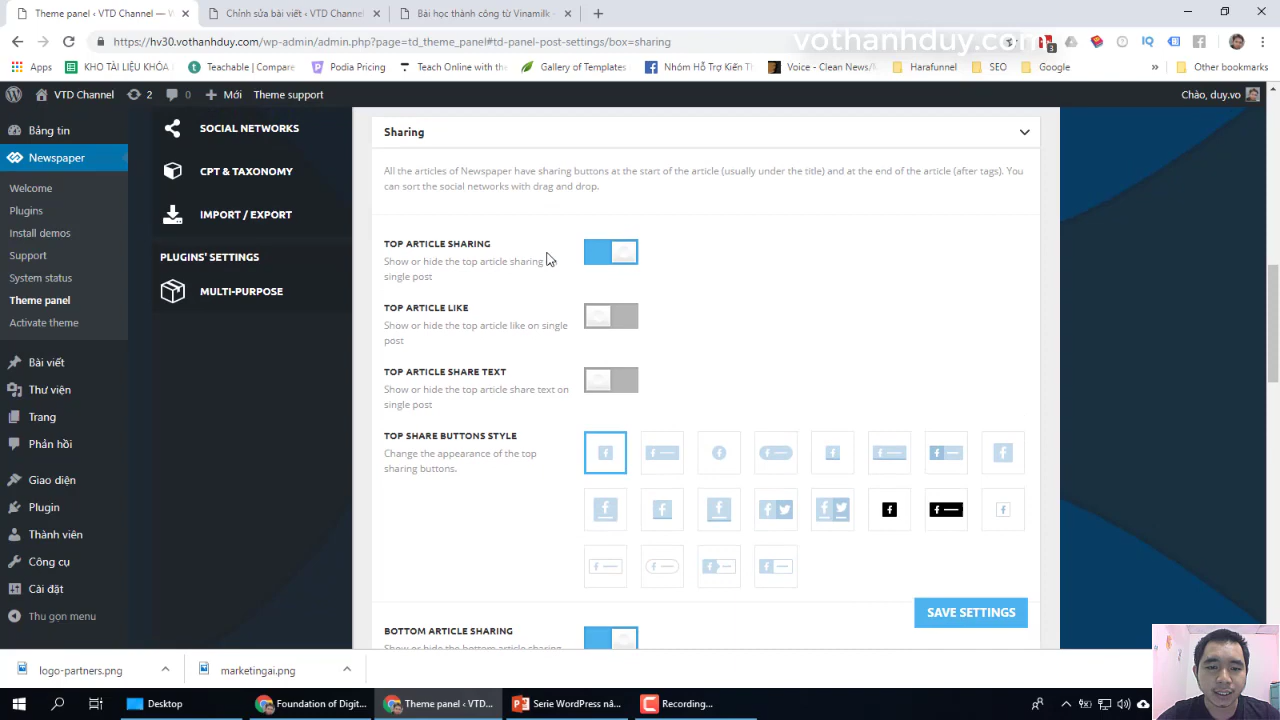 Theme panel ‹ VTD Channel — W
Chỉnh sửa bài viết ‹ VTD Channel
Bài học từ Vinamilk -
https://hv30.vn/wp-admin/admin.php?page=td_theme_panel#td-panel-post-settings/box=sharing
vothanhduy.com
3
Apps
KHO TÀI LIỆU KHÓA
Teachable | Compare
Podia Pricing
Teach Online with the
Gallery of Templates
Nhóm Hỗ Trợ Kiến Th
Voice - Clean News/M
Harafunnel
SEO
Google
»
Other bookmarks
VTD Channel
2
0
Mới
Theme support
Chào, duy.vo
Bảng tin
Newspaper
Welcome
Plugins
Install demos
Support
System status
Theme panel
Activate theme
Bài viết
Thư viện
Trang
Phản hồi
Giao diện
Plugin
Thành viên
Công cụ
Cài đặt
Thu gọn menu
SOCIAL NETWORKS
CPT & TAXONOMY
IMPORT / EXPORT
PLUGINS' SETTINGS
MULTI-PURPOSE
Sharing
All the articles of Newspaper have sharing buttons at the start of the article (usually under the title) and at the end of the article (after tags). You
can sort the social networks with drag and drop.
TOP ARTICLE SHARING
Show or hide the top article sharing
single post
TOP ARTICLE LIKE
Show or hide the top article like on single
post
TOP ARTICLE SHARE TEXT
Show or hide the top article share text on
single post
TOP SHARE BUTTONS STYLE
Change the appearance of the top
sharing buttons.
SAVE SETTINGS
BOTTOM ARTICLE SHARING
Show or hide the bottom article sharing
logo-partners.png
marketingai.png
Desktop
Foundation of Digit...
Theme panel ‹ VTD...
Serie WordPress nâ...
Recording...